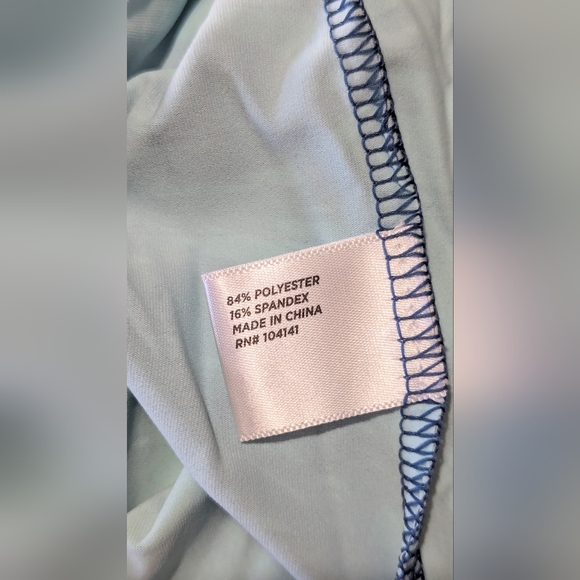 84% POLYESTER
16% SPANDEX
MADE IN CHINA
RN# 104141